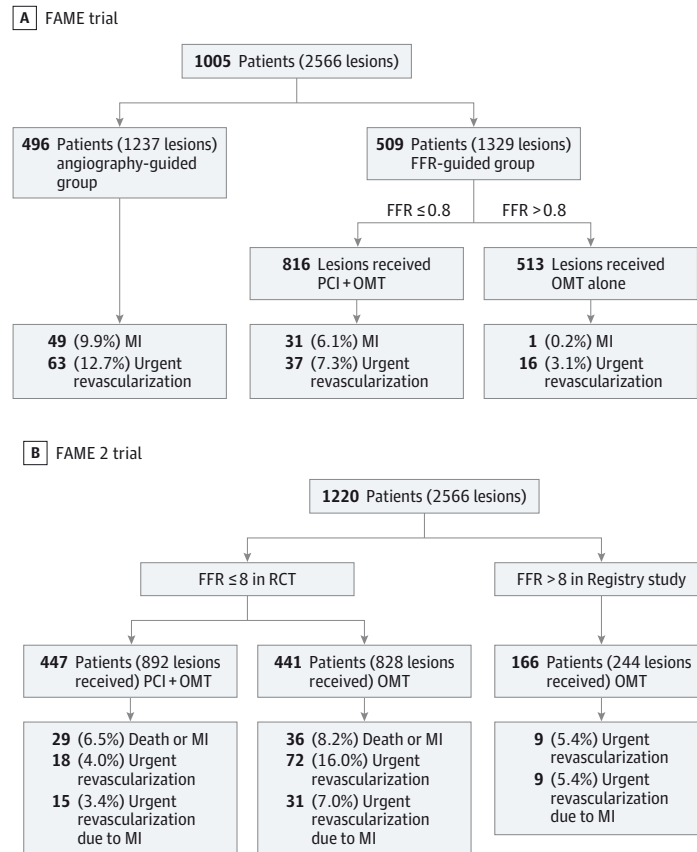 A FAME trial
1005 Patients (2566 lesions)
496 Patients (1237 lesions)
angiography-guided
group
509 Patients (1329 lesions)
FFR-guided group
FFR ≤ 0.8
FFR > 0.8
816 Lesions received
PCI + OMT
513 Lesions received
OMT alone
49 (9.9%) MI
63 (12.7%) Urgent
revascularization
31 (6.1%) MI
37 (7.3%) Urgent
revascularization
1 (0.2%) MI
16 (3.1%) Urgent
revascularization
B FAME 2 trial
1220 Patients (2566 lesions)
FFR ≤ 8 in RCT
FFR > 8 in Registry study
447 Patients (892 lesions
received) PCI + OMT
441 Patients (828 lesions
received) OMT
166 Patients (244 lesions
received) OMT
29 (6.5%) Death or MI
18 (4.0%) Urgent
revascularization
15 (3.4%) Urgent
revascularization
due to MI
36 (8.2%) Death or MI
72 (16.0%) Urgent
revascularization
31 (7.0%) Urgent
revascularization
due to MI
9 (5.4%) Urgent
revascularization
9 (5.4%) Urgent
revascularization
due to MI